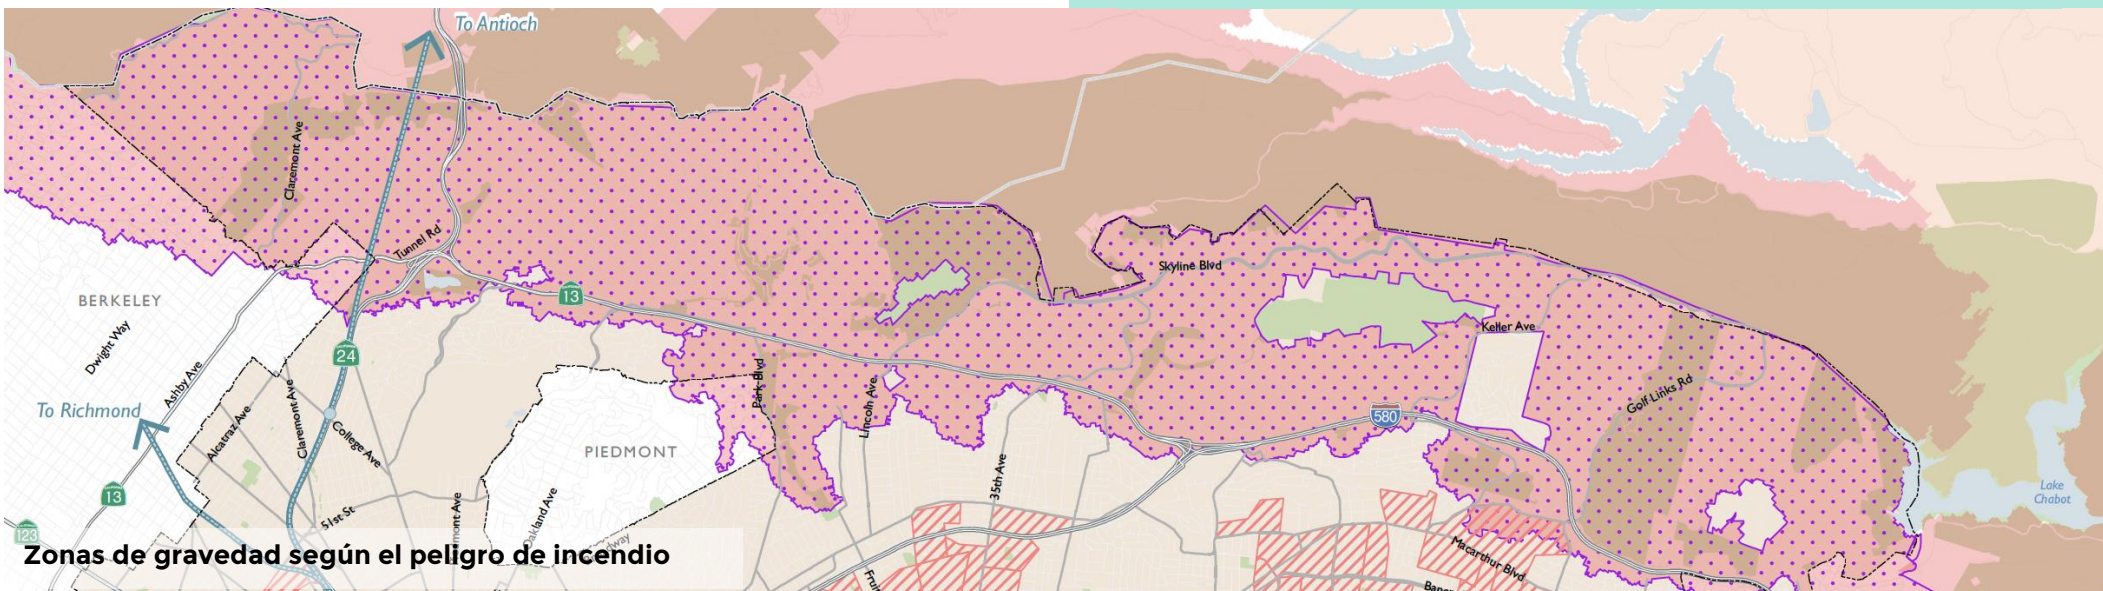 To Antioch
Claremont Ave
Tunnel Rd
Skyline Blvd
BERKELEY
13
Dwight Way
24
Keller Ave
Ashby Ave
Park Blvd
Lincoln Ave
Golf Links Rd
To Richmond
Alcatraz Ave
Claremont Ave
College Ave
580
PIEDMONT
35th Ave
13
Lake
Chabot
51st St
Oakland Ave
123
Macarthur Blvd
Zonas de gravedad según el peligro de incendio